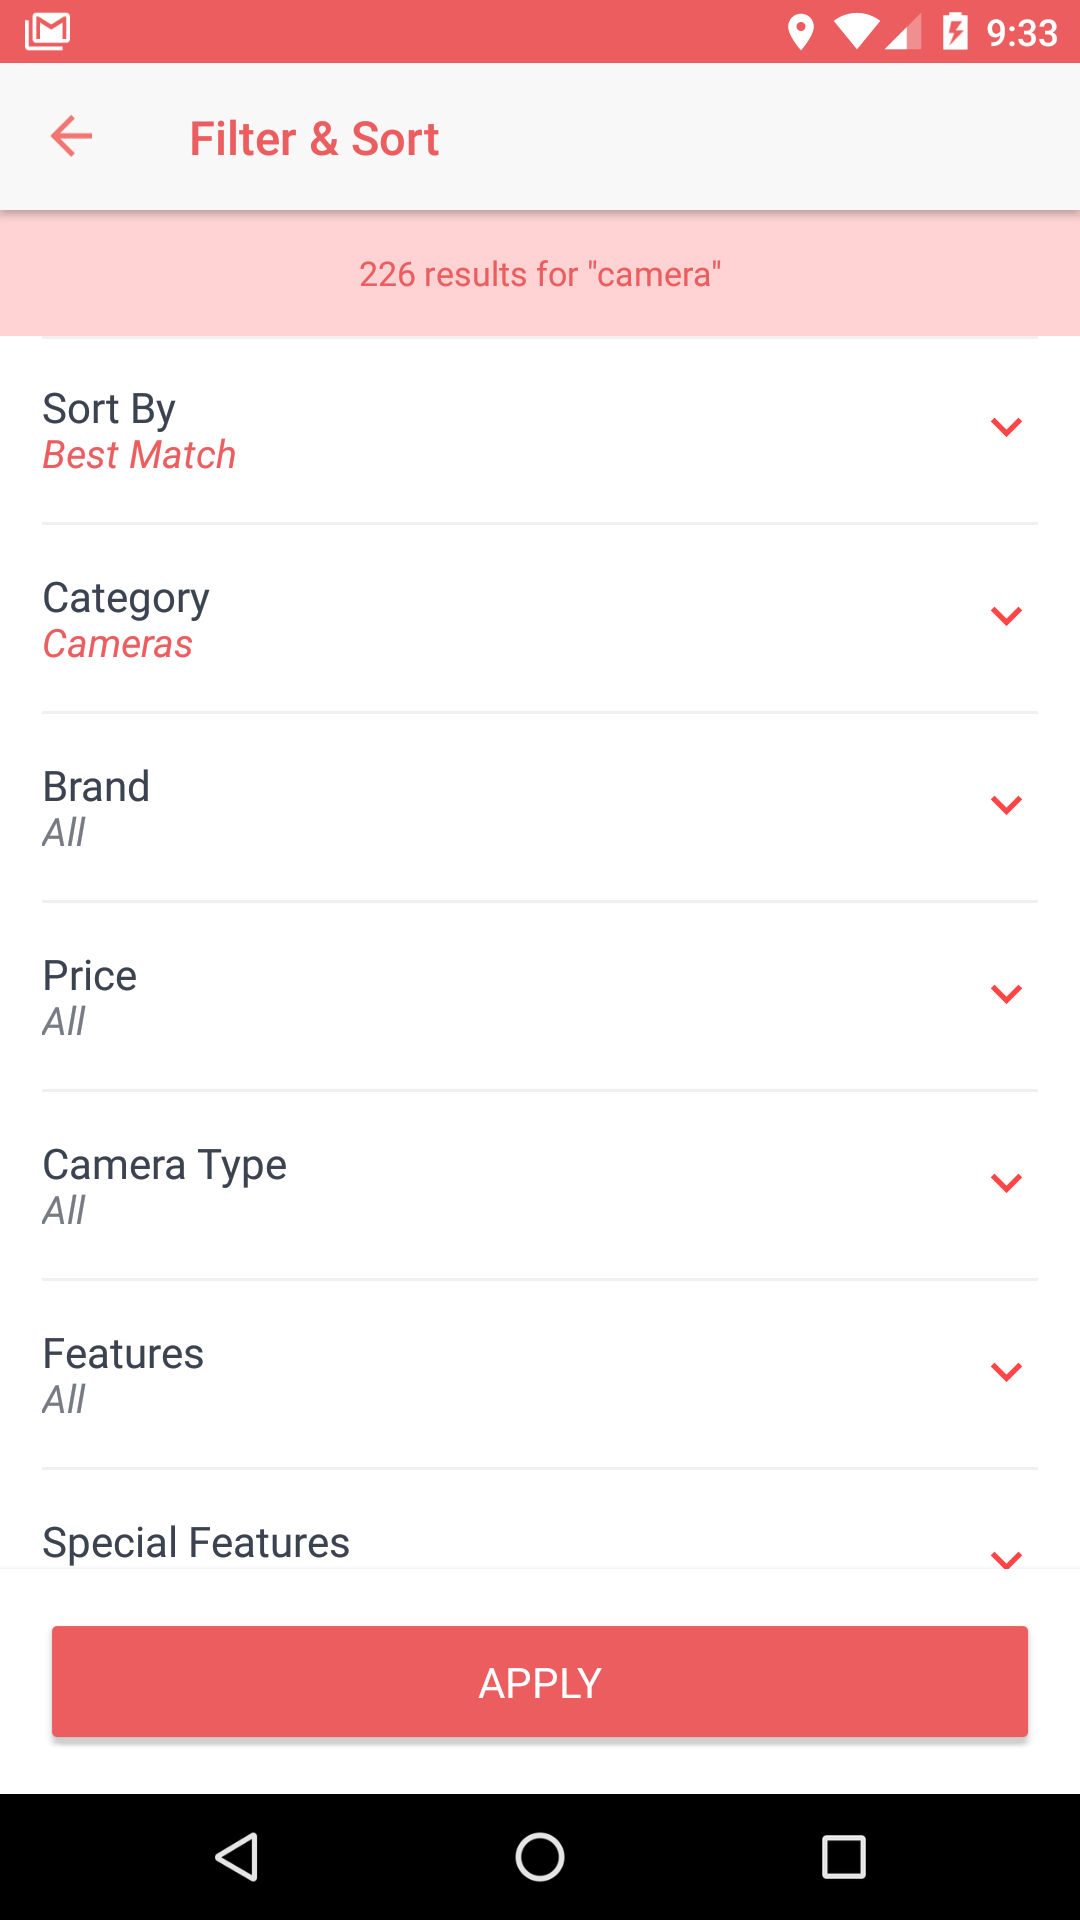 9:33
Filter & Sort
226 results for "camera"
Sort By
Best Match
Category
Cameras
Brand
All
Price
All
Camera Type
All
Features
All
Special Features
APPLY